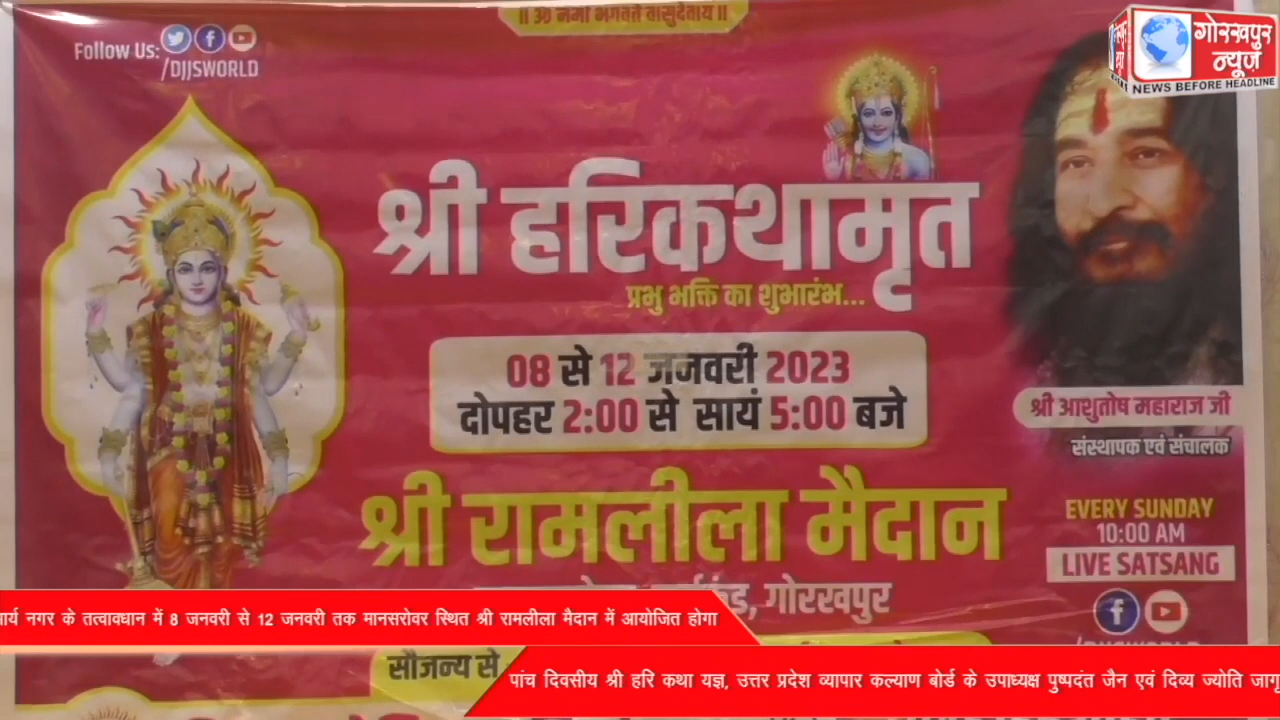 ॥ ॐ नमो भगवते वासुदेवाय ॥
Follow Us:
/DJJSWORLD
गोरखपुर
न्यूज़
NEWS BEFORE HEADLINE
श्री हरिकथामृत
प्रभु भक्ति का शुभारंभ...
08 से 12 जनवरी 2023
दोपहर 2:00 से सायं 5:00 बजे
श्री आशुतोष महाराज जी
संस्थापक एवं संचालक
श्री रामलीला मैदान
गोरखपुर
EVERY SUNDAY
10:00 AM
LIVE SATSANG
नगर के तत्वावधान में 8 जनवरी से 12 जनवरी तक मानसरोवर स्थित श्री रामलीला मैदान में आयोजित होगा
सौजन्य से
पांच दिवसीय श्री हरि कथा यज्ञ, उत्तर प्रदेश व्यापार कल्याण बोर्ड के उपाध्यक्ष पुष्पदंत जैन एवं दिव्य ज्योति